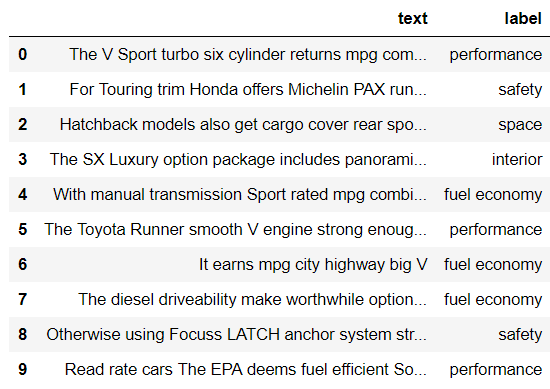 text label
0 The V Sport turbo six cylinder returns mpg com... performance
1 For Touring trim Honda offers Michelin PAX run... safety
2 Hatchback models also get cargo cover rear spo... space
3 The SX Luxury option package includes panorami... interior
4 With manual transmission Sport rated mpg combi... fuel economy
5 The Toyota Runner smooth V engine strong enoug... performance
6 It earns mpg city highway big V fuel economy
7 The diesel driveability make worthwhile option... fuel economy
8 Otherwise using Focuss LATCH anchor system str... safety
9 Read rate cars The EPA deems fuel efficient So... performance